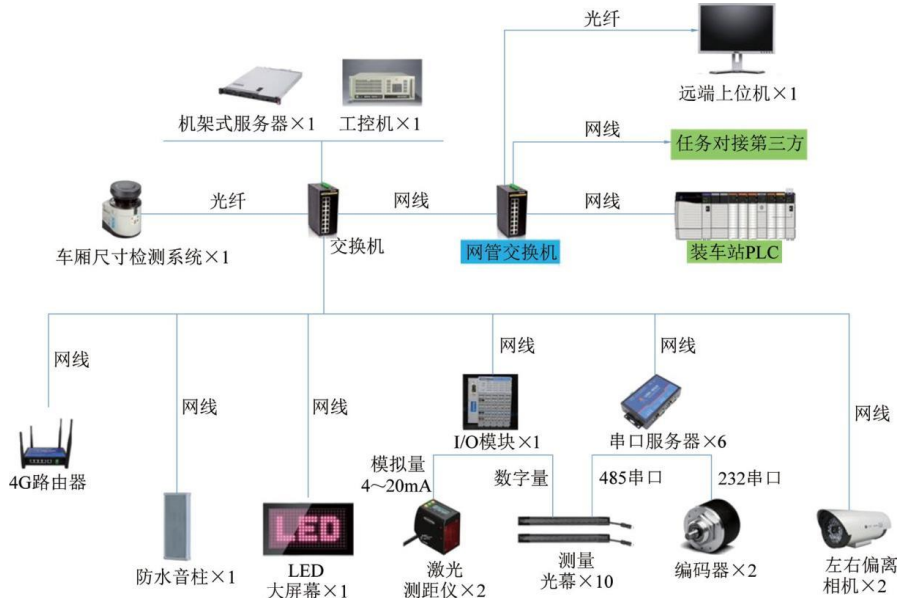 光纤
远端上位机×1
机架式服务器×1
工控机×1
网线
任务对接第三方
光纤
网线
网线
车厢尺寸检测系统×1
交换机
网管交换机
装车站PLC
网线
网线
网线
网线
网线
网线
4G路由器
I/O模块×1
串口服务器×6
模拟量
4～20mA
数字量
485串口
232串口
防水音柱×1
LED
LED
大屏幕×1
激光
测距仪×2
测量
光幕×10
编码器×2
左右偏离
相机×2